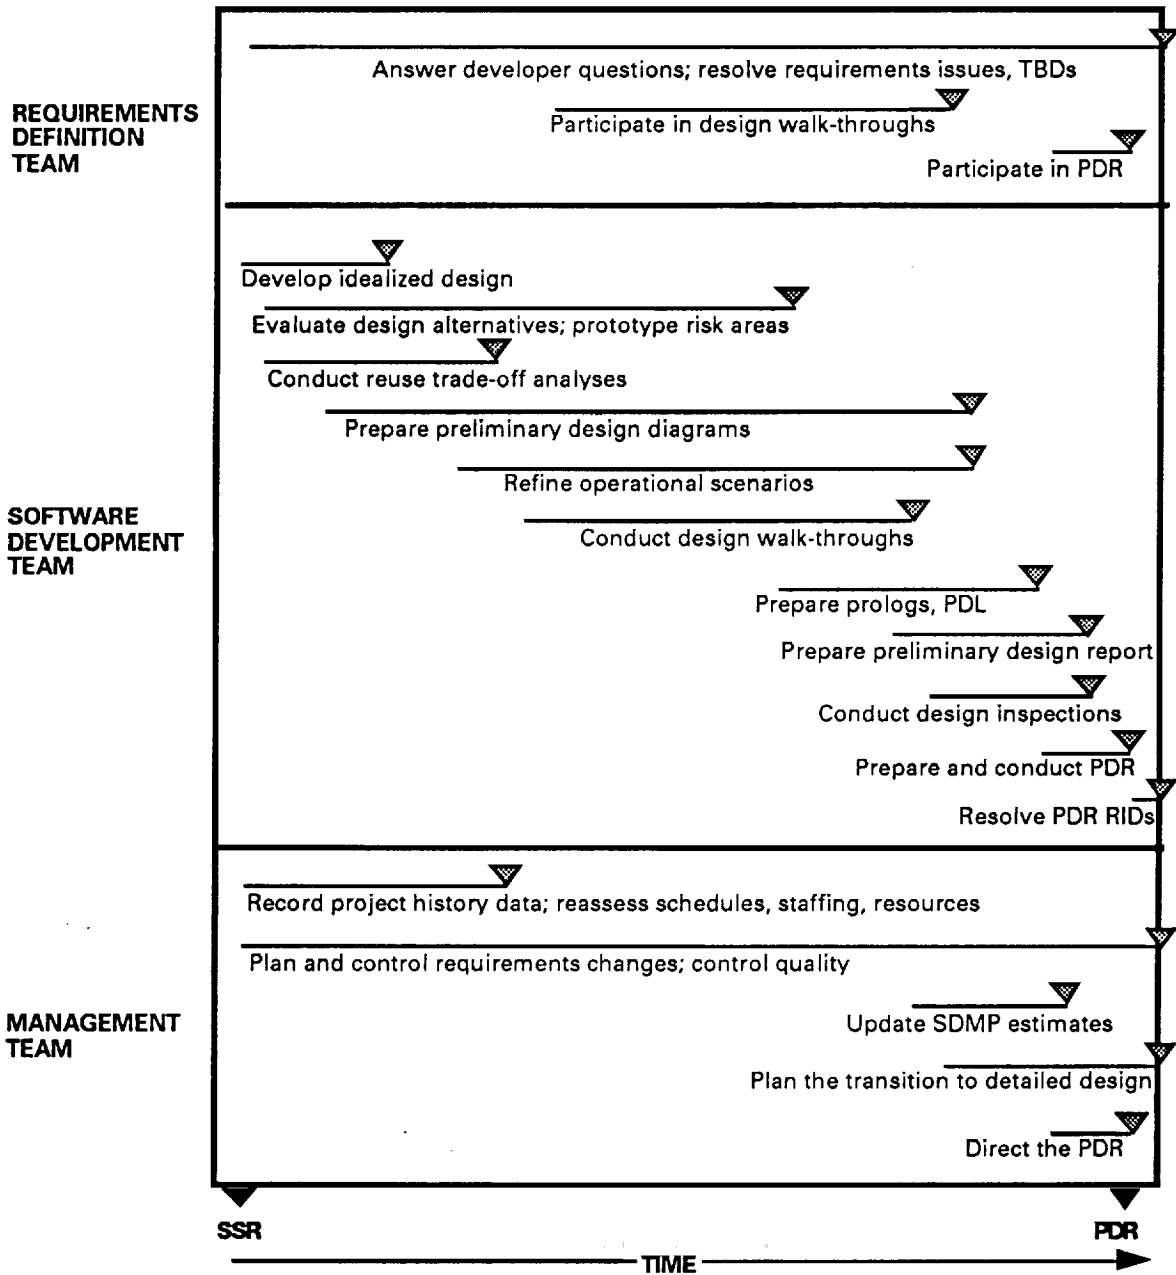 Answer developer questions; resolve requirements issues, TBDs
REQUIREMENTS
DEFINITION
TEAM
Participate in design walk-throughs
Participate in PDR
Develop idealized design
Evaluate design alternatives; prototype risk areas
Conduct reuse trade-off analyses
Prepare preliminary design diagrams
Refine operational scenarios
SOFTWARE
DEVELOPMENT
TEAM
Conduct design walk-throughs
Prepare prologs, PDL
Prepare preliminary design report
Conduct design inspections
Prepare and conduct PDR
Resolve PDR RIDs
Record project history data; reassess schedules, staffing, resources
Plan and control requirements changes; control quality
MANAGEMENT
TEAM
Update SDMP estimates
Plan the transition to detailed design
Direct the PDR
SSR
PDR
TIME